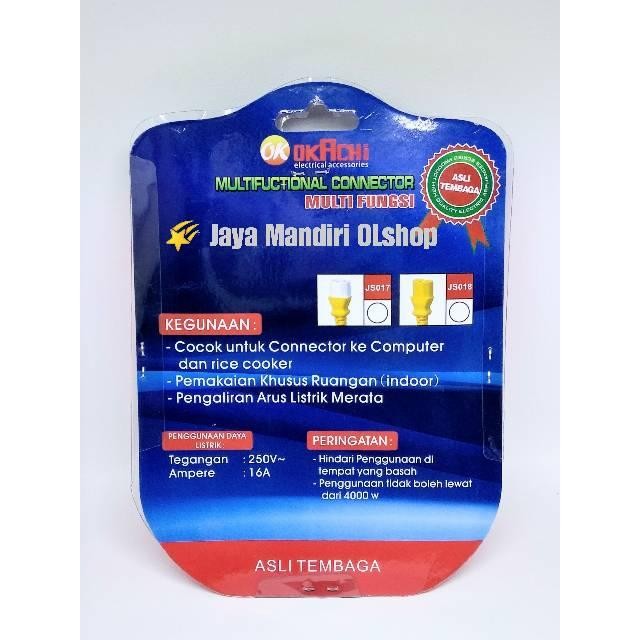 OK OKACHi
electrical accessories
MULTIFUCTIONAL CONNECTOR
MULTI FUNGSI
ASLI
TEMBAGA
Jaya Mandiri OLshop
JS017
JS018
KEGUNAAN :
- Cocok untuk Connector ke Computer
dan rice cooker
- Pemakaian Khusus Ruangan (indoor)
- Pengaliran Arus Listrik Merata
PENGGUNAAN DAYA
LISTRIK :
Tegangan : 250V~
Ampere : 16A
PERINGATAN :
- Hindari Penggunaan di
tempat yang basah
- Penggunaan tidak boleh lewat
dari 4000 w
ASLI TEMBAGA